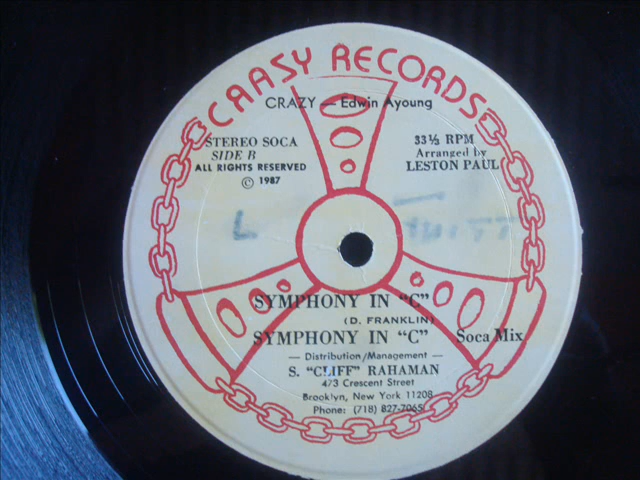 CRAZY RECORDS
CRAZY — Edwin Ayoung
STEREO SOCA
SIDE B
ALL RIGHTS RESERVED
© 1987
33⅓ RPM
Arranged by
LESTON PAUL
L
SYMPHONY IN "C"
(D. FRANKLIN)
SYMPHONY IN "C" Soca Mix
— Distribution/Management —
S. "CLIFF" RAHAMAN
473 Crescent Street
Brooklyn, New York 11208
Phone: (718) 827-7065